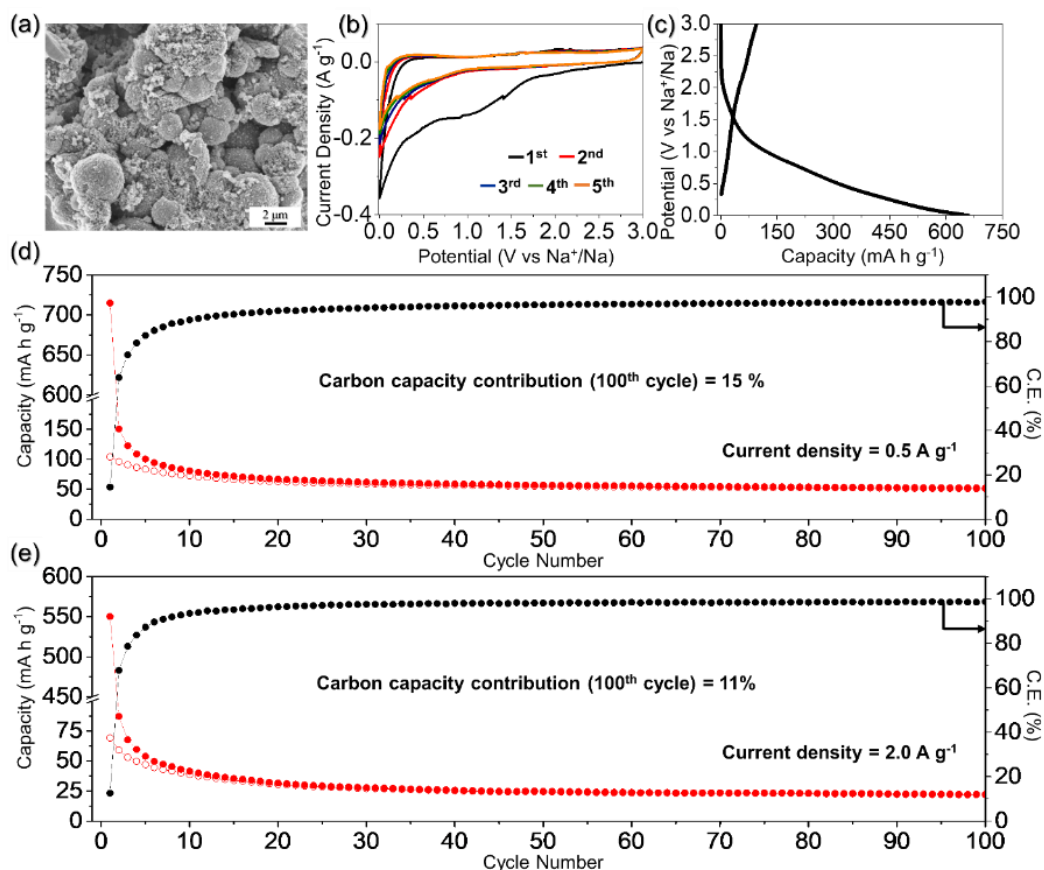 (a)
2 μm
(b)
Current Density (A g⁻¹)
0.0
-0.2
-0.4
1ˢᵗ 2ⁿᵈ
3ʳᵈ 4ᵗʰ 5ᵗʰ
0.0 0.5 1.0 1.5 2.0 2.5 3.0
Potential (V vs Na⁺/Na)
(c)
Potential (V vs Na⁺/Na)
3.0
2.5
2.0
1.5
1.0
0.5
0.0
0 150 300 450 600 750
Capacity (mA h g⁻¹)
(d)
Capacity (mA h g⁻¹)
750
700
650
600
150
100
50
0
Carbon capacity contribution (100ᵗʰ cycle) = 15 %
Current density = 0.5 A g⁻¹
100
80
60
40
20
0
C.E. (%)
0 10 20 30 40 50 60 70 80 90 100
Cycle Number
(e)
Capacity (mA h g⁻¹)
600
550
500
450
75
50
25
0
Carbon capacity contribution (100ᵗʰ cycle) = 11%
Current density = 2.0 A g⁻¹
100
80
60
40
20
0
C.E. (%)
0 10 20 30 40 50 60 70 80 90 100
Cycle Number